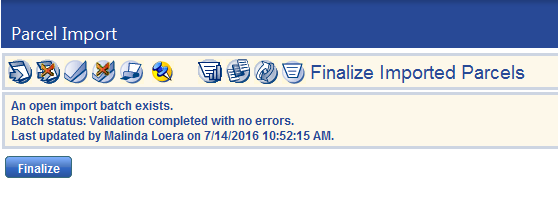 Parcel Import
Finalize Imported Parcels
An open import batch exists.
Batch status: Validation completed with no errors.
Last updated by Malinda Loera on 7/14/2016 10:52:15 AM.
Finalize